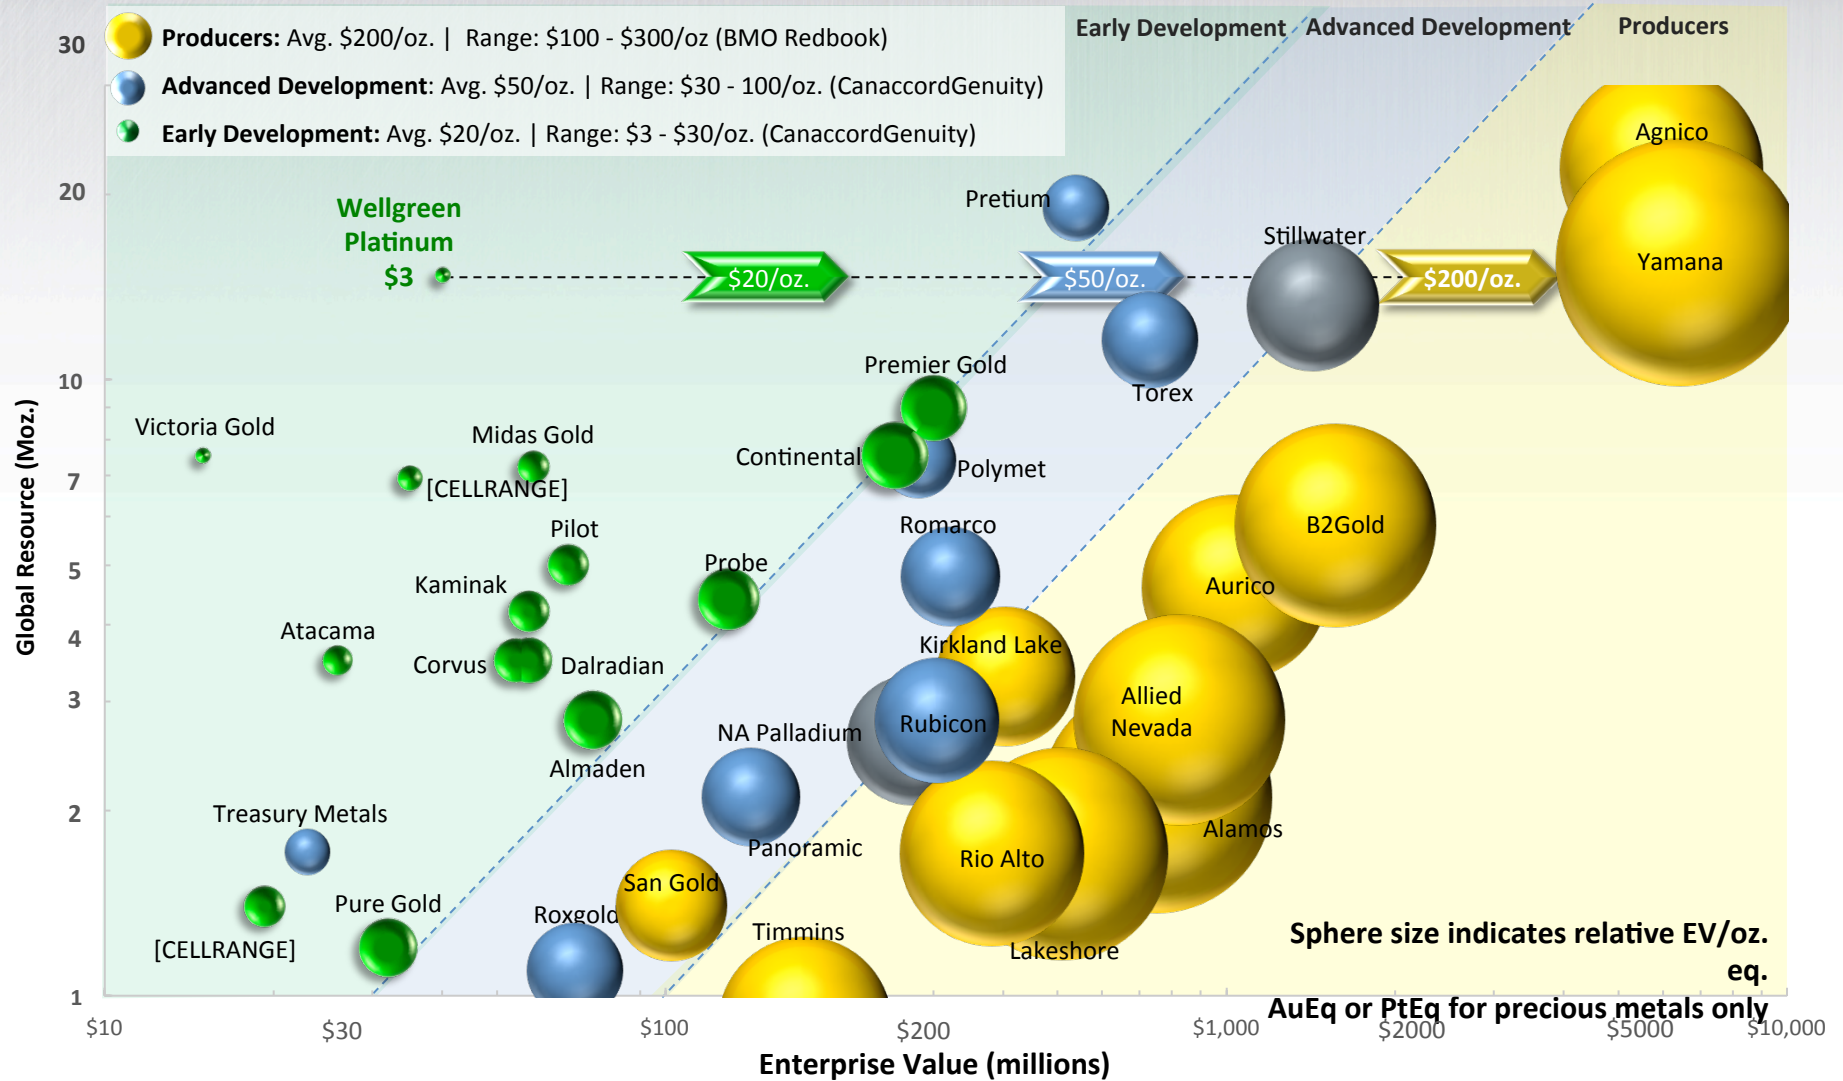 Producers: Avg. $200/oz. | Range: $100 - $300/oz (BMO Redbook)
Advanced Development: Avg. $50/oz. | Range: $30 - 100/oz. (CanaccordGenuity)
Early Development: Avg. $20/oz. | Range: $3 - $30/oz. (CanaccordGenuity)
Early Development
Advanced Development
Producers
Global Resource (Moz.)
30
20
10
7
5
4
3
2
1
Agnico
Yamana
Pretium
Wellgreen
Platinum
$3
$20/oz.
$50/oz.
$200/oz.
Stillwater
Torex
Premier Gold
Continental
Polymet
Victoria Gold
Midas Gold
[CELLRANGE]
Pilot
Romarco
B2Gold
Probe
Kaminak
Aurico
Atacama
Corvus
Dalradian
Kirkland Lake
Allied
Nevada
NA Palladium
Rubicon
Almaden
Treasury Metals
Alamos
Panoramic
Rio Alto
San Gold
Pure Gold
Roxgold
Timmins
Lakeshore
[CELLRANGE]
Sphere size indicates relative EV/oz.
eq.
AuEq or PtEq for precious metals only
$10
$30
$100
$200
$1,000
$2000
$5000
$10,000
Enterprise Value (millions)